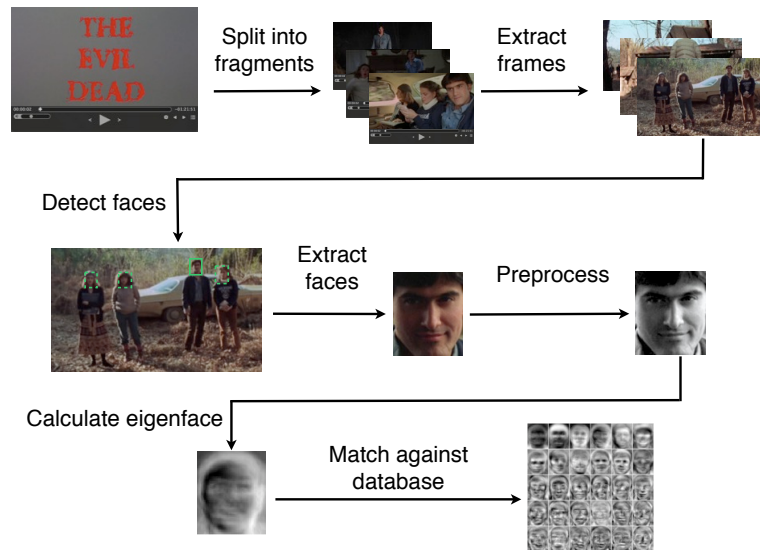 THE
EVIL
DEAD
Split into
fragments
Extract
frames
Detect faces
Extract
faces
Preprocess
Calculate eigenface
Match against
database